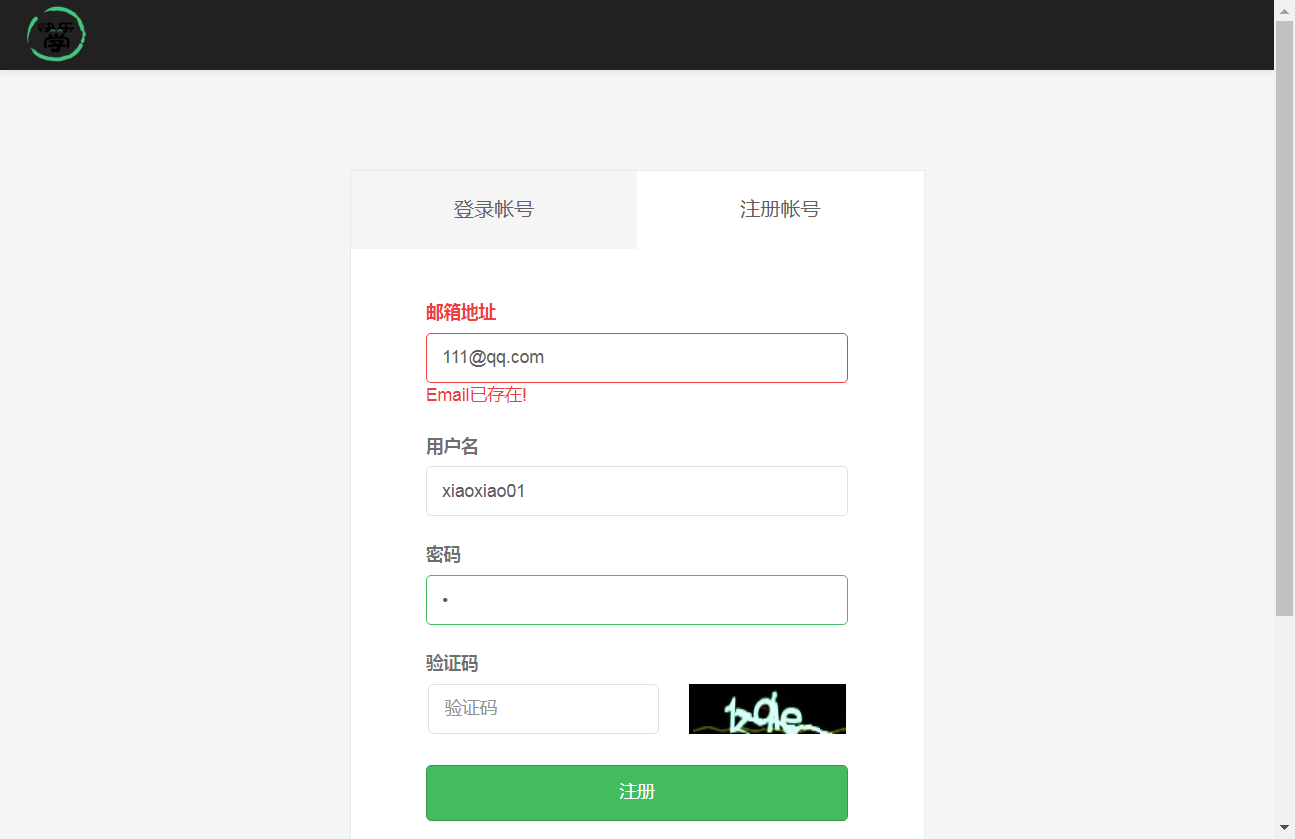 快乐
學
登录帐号
注册帐号
邮箱地址
111@qq.com
Email已存在!
用户名
xiaoxiao01
密码
验证码
验证码
注册